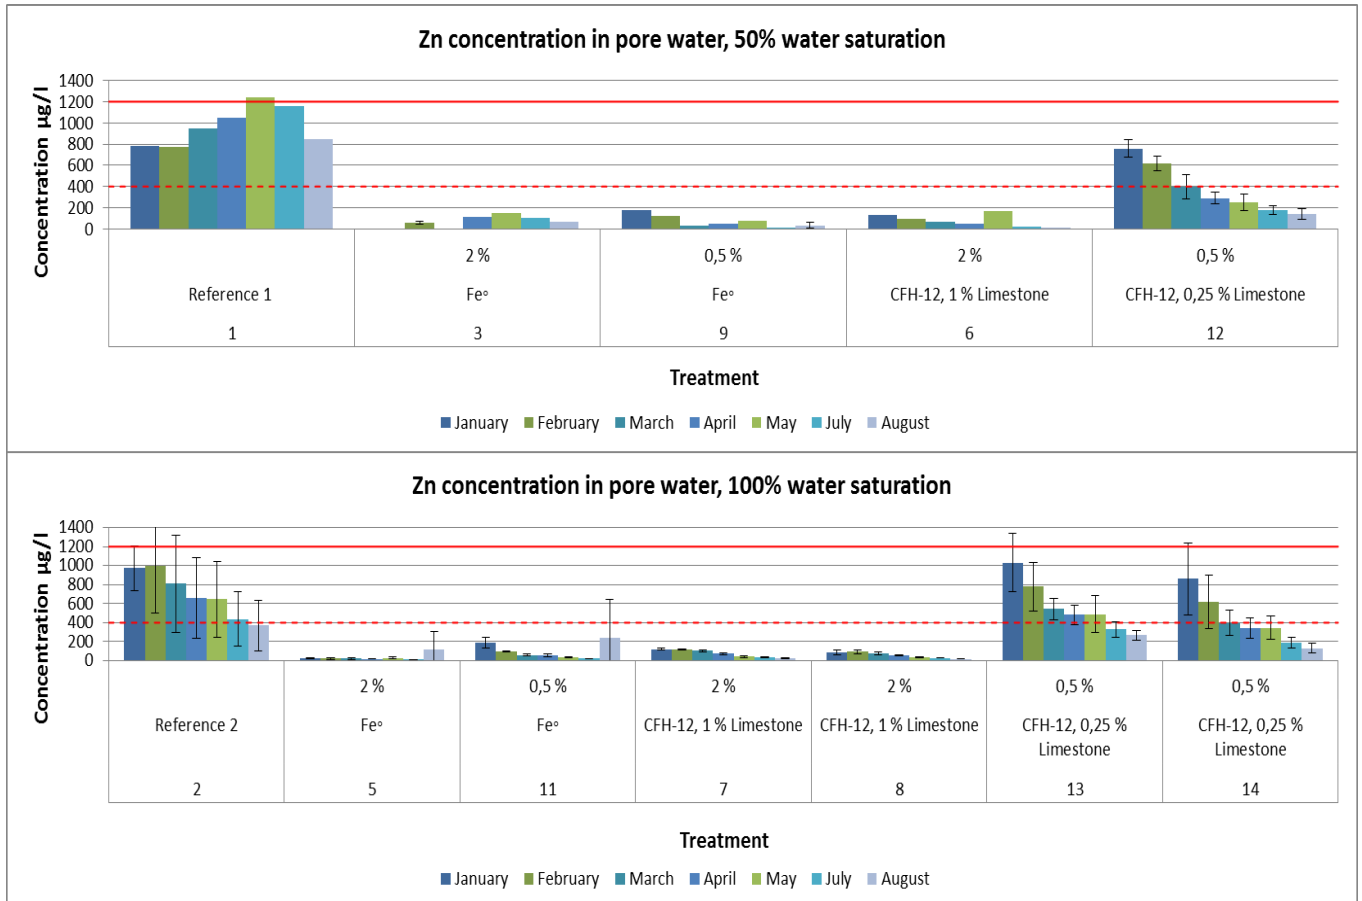 Zn concentration in pore water, 50% water saturation
Concentration µg/l
1400
1200
1000
800
600
400
200
0
2 % 0,5 % 2 % 0,5 %
Reference 1 Fe° Fe° CFH-12, 1 % Limestone CFH-12, 0,25 % Limestone
1 3 9 6 12
Treatment
January February March April May July August
Zn concentration in pore water, 100% water saturation
Concentration µg/l
1400
1200
1000
800
600
400
200
0
2 % 0,5 % 2 % 2 % 0,5 % 0,5 %
Reference 2 Fe° Fe° CFH-12, 1 % Limestone CFH-12, 1 % Limestone CFH-12, 0,25 % CFH-12, 0,25 %
Limestone Limestone
2 5 11 7 8 13 14
Treatment
January February March April May July August